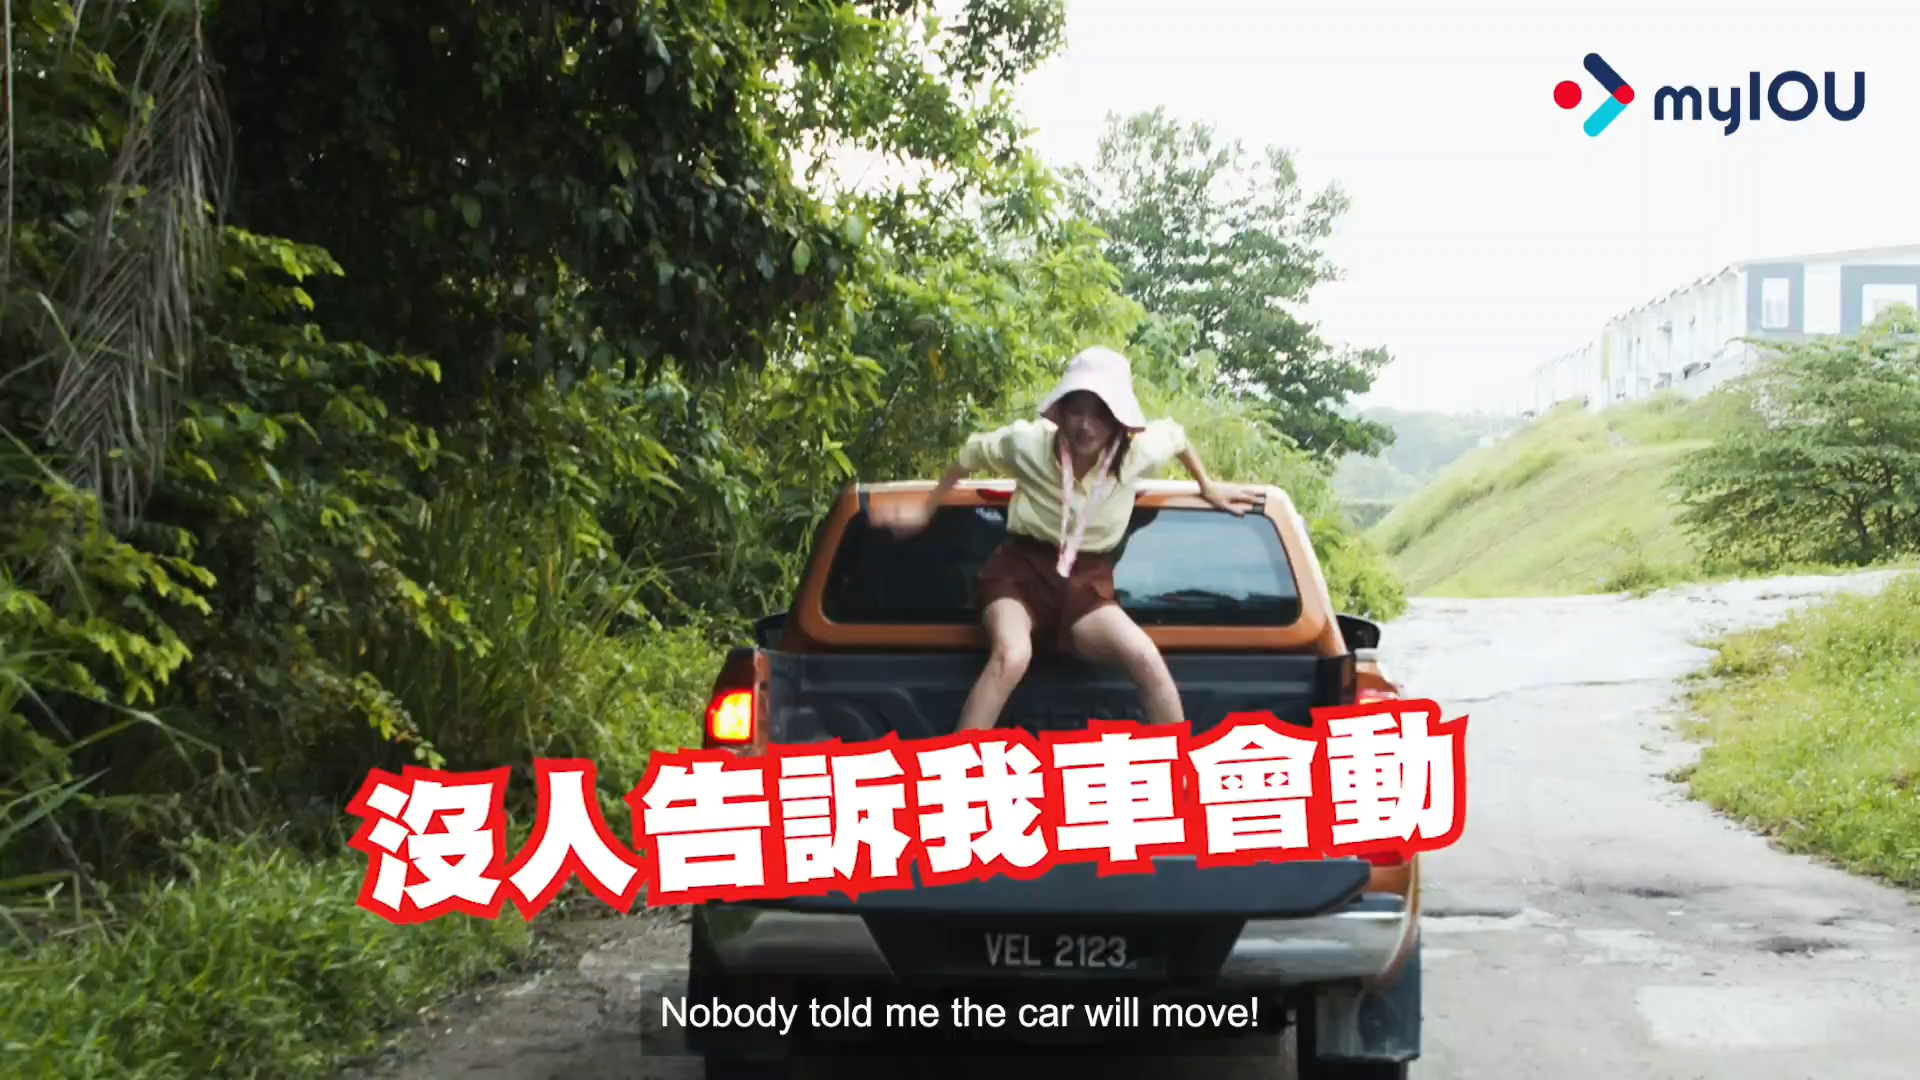 myIOU
沒人告訴我車會動
VEL 2123
Nobody told me the car will move!